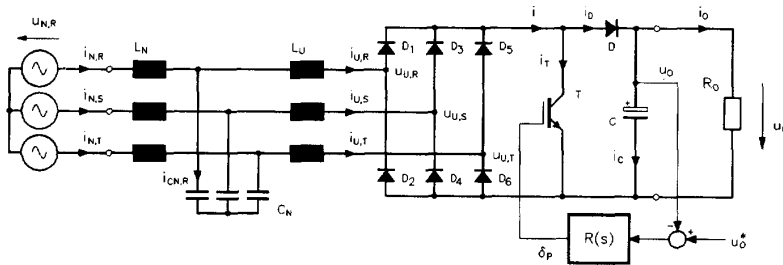 u_N,R
i_N,R
L_N
L_U
i_U,R
D_1
D_3
D_5
i
i_D
D
i_O
u_U,R
i_N,S
i_U,S
u_U,S
i_T
T
u_O
R_O
C
i_N,T
i_U,T
u_U,T
i_C
i_CN,R
C_N
D_2
D_4
D_6
δ_P
R(s)
-
+
u_O*